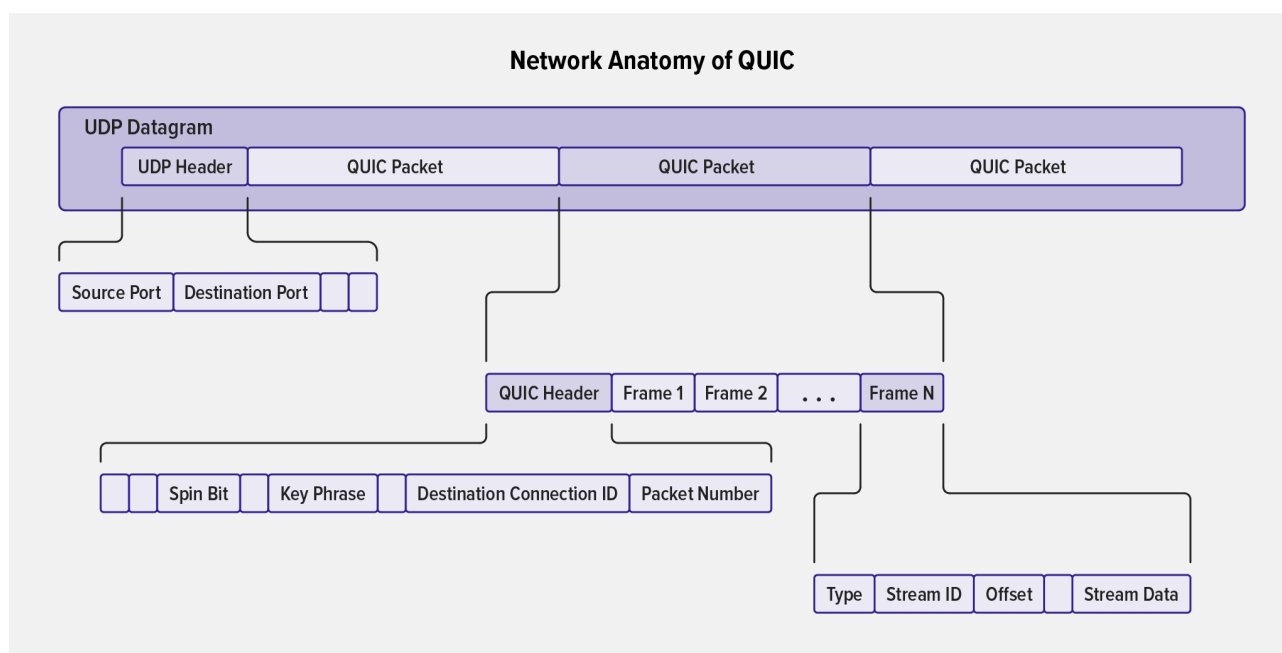 Network Anatomy of QUIC
UDP Datagram
UDP Header QUIC Packet QUIC Packet QUIC Packet
Source Port Destination Port
QUIC Header Frame 1 Frame 2 . . . Frame N
Spin Bit Key Phrase Destination Connection ID Packet Number
Type Stream ID Offset Stream Data